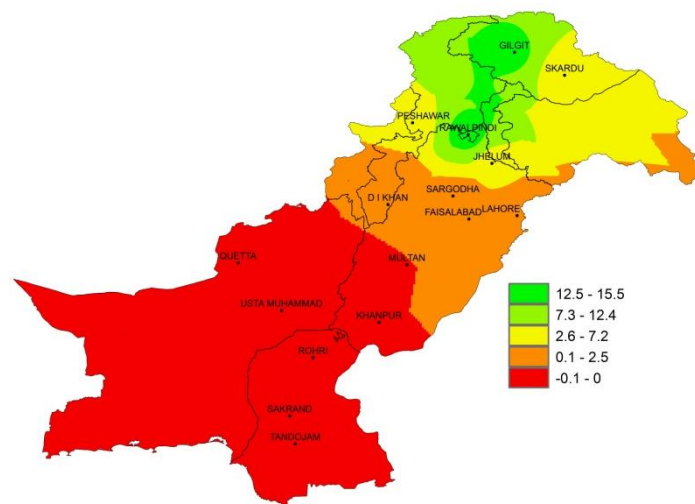 GILGIT
SKARDU
PESHAWAR
RAWALPINDI
JHELUM
SARGODHA
D I KHAN
FAISALABAD
LAHORE
QUETTA
MULTAN
USTA MUHAMMAD
KHANPUR
ROHRI
SAKRAND
TANDOJAM
12.5 - 15.5
7.3 - 12.4
2.6 - 7.2
0.1 - 2.5
-0.1 - 0